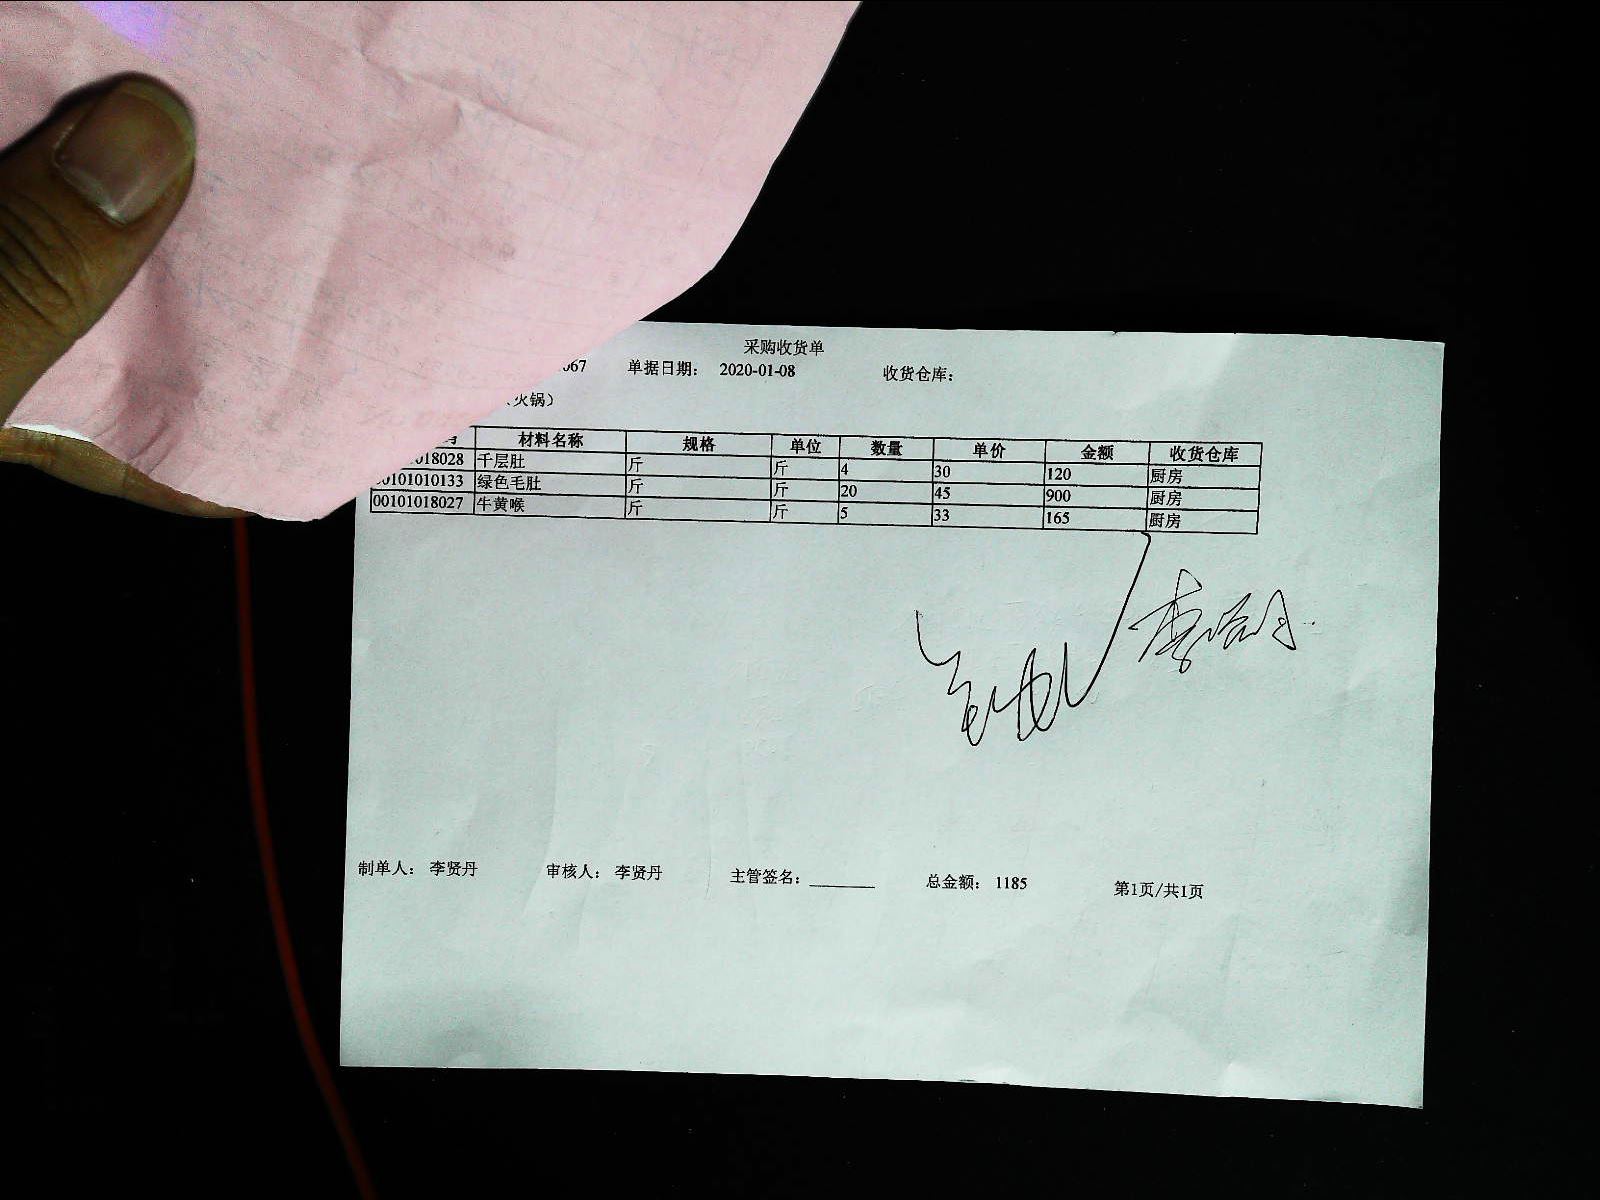 采购收货单
067 单据日期： 2020-01-08 收货仓库：
火锅）
材料名称 规格 单位 数量 单价 金额 收货仓库
018028 千层肚 斤 斤 4 30 120 厨房
0101010133 绿色毛肚 斤 斤 20 45 900 厨房
00101018027 牛黄喉 斤 斤 5 33 165 厨房
李贤丹
制单人： 李贤丹 审核人： 李贤丹 主管签名： 总金额： 1185 第1页/共1页